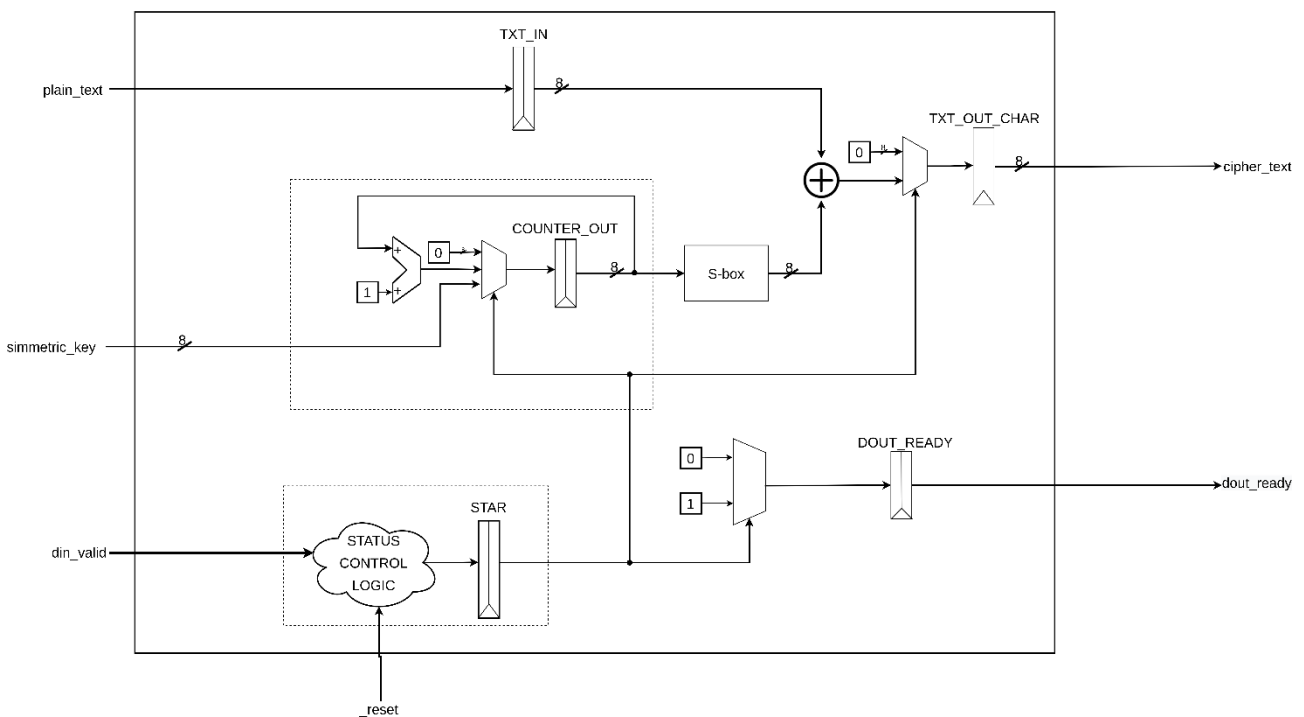 TXT_IN
plain_text
8
TXT_OUT_CHAR
0
8
8
cipher_text
COUNTER_OUT
+
0
8
S-box
8
1
+
simmetric_key
8
DOUT_READY
0
1
dout_ready
STAR
din_valid
STATUS
CONTROL
LOGIC
_reset